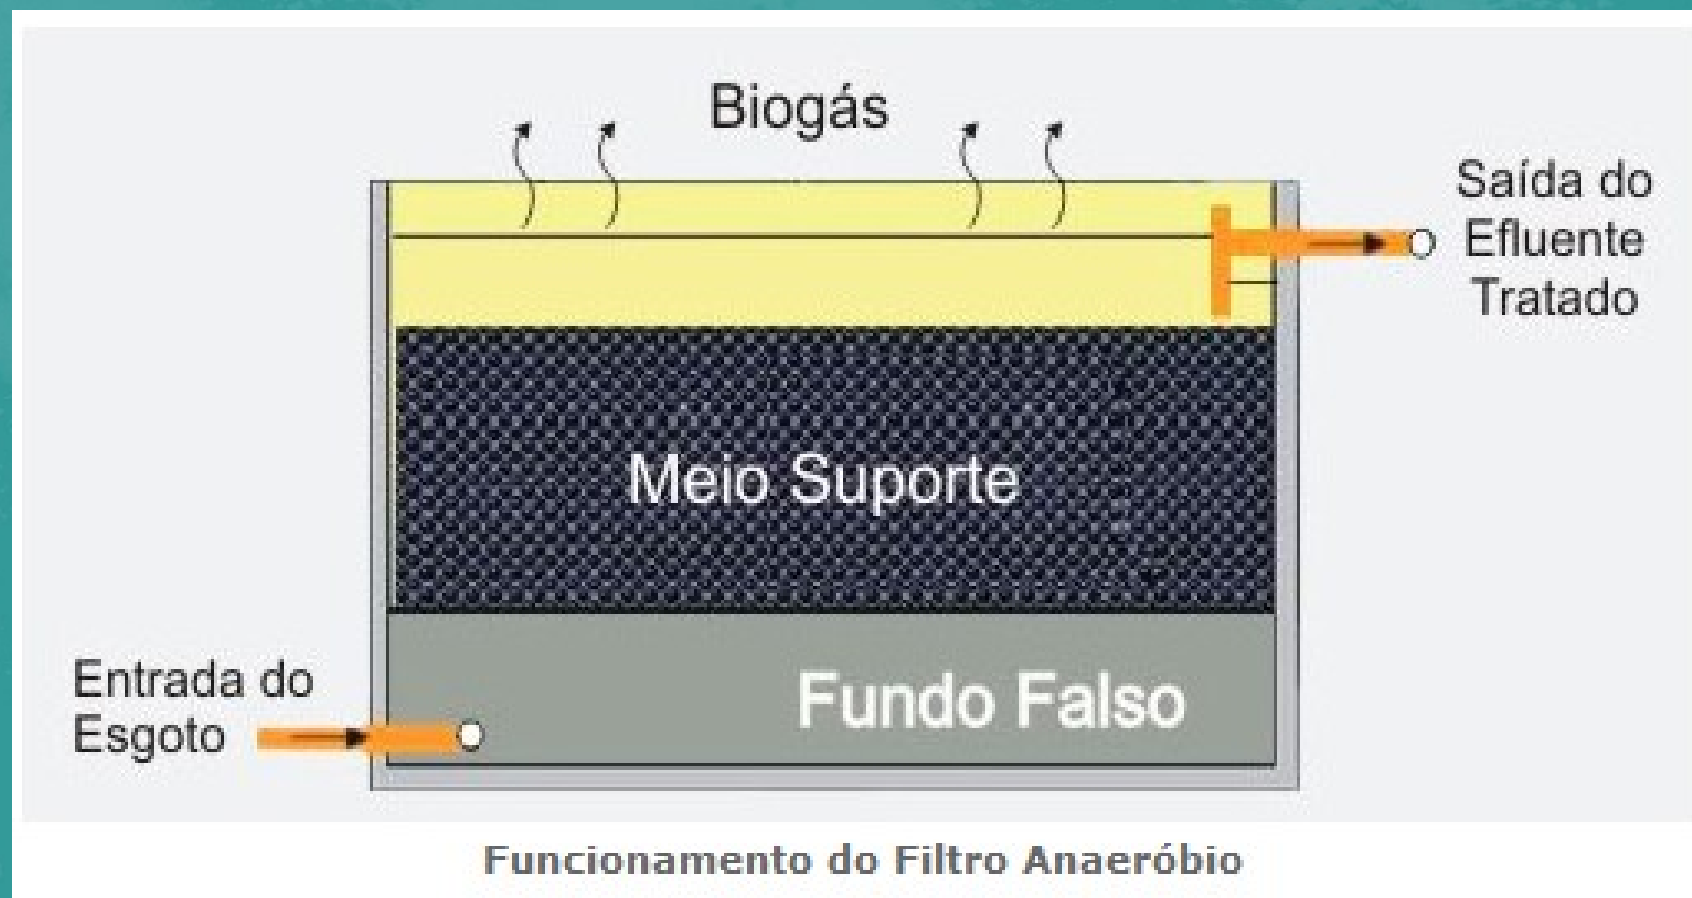 Biogás
Saída do
Efluente
Tratado
Meio Suporte
Entrada do
Esgoto
Fundo Falso
Funcionamento do Filtro Anaeróbio